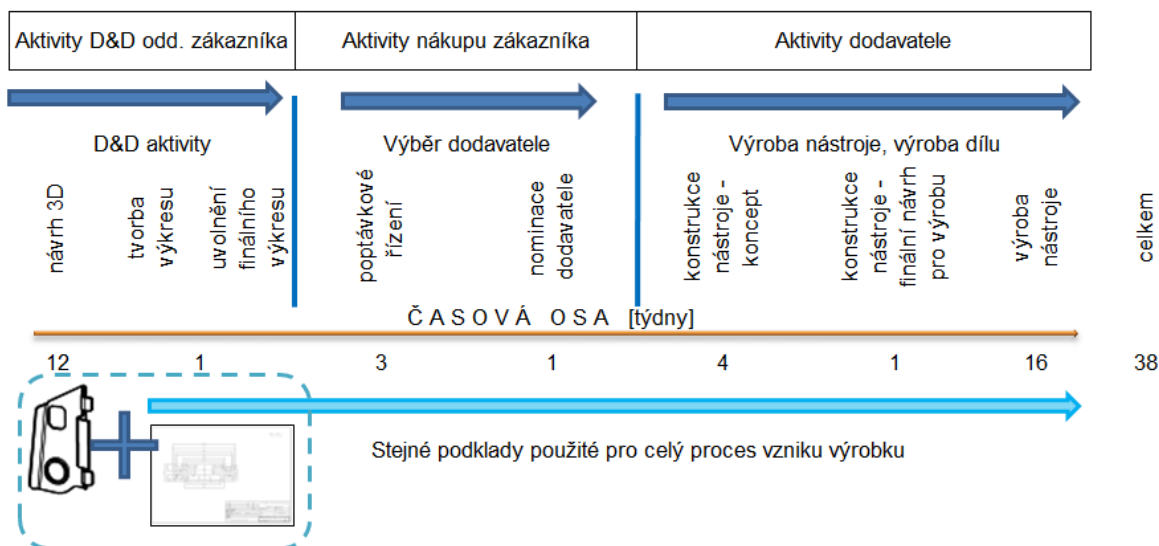 Aktivity D&D odd. zákazníka
Aktivity nákupu zákazníka
Aktivity dodavatele
D&D aktivity
Výběr dodavatele
Výroba nástroje, výroba dílu
návrh 3D
tvorba
výkresu
uvolnění
finálního
výkresu
poptávkové
řízení
nominace
dodavatele
konstrukce
nástroje -
koncept
konstrukce
nástroje -
finální návrh
pro výrobu
výroba
nástroje
celkem
ČASOVÁ OSA [týdny]
12 1 3 1 4 1 16 38
Stejné podklady použité pro celý proces vzniku výrobku